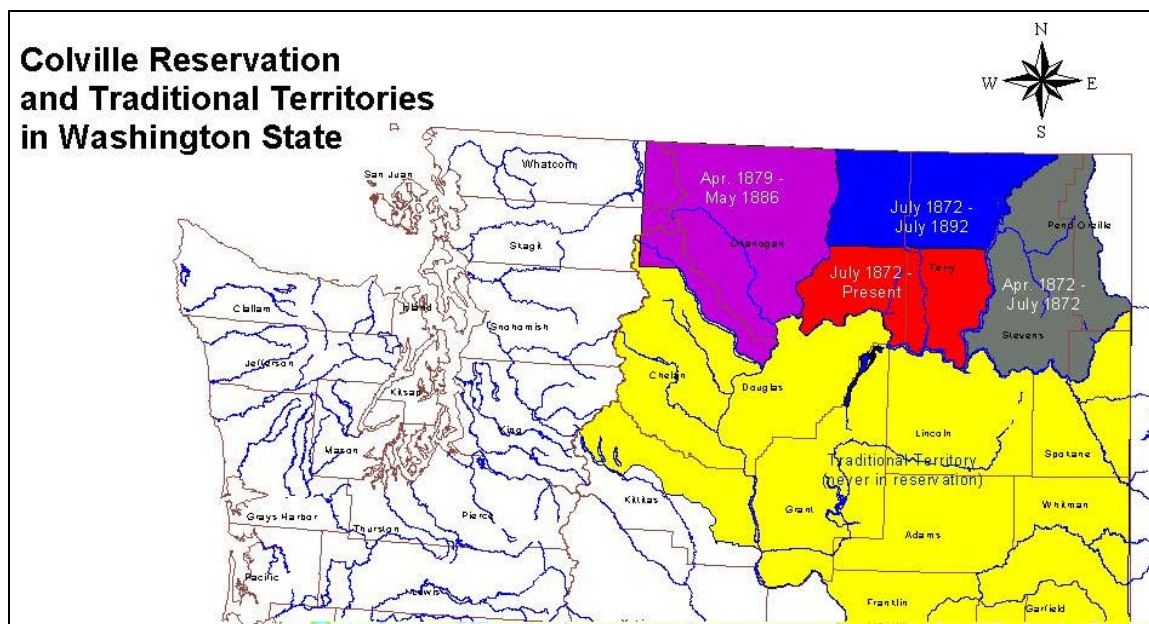 Colville Reservation
and Traditional Territories
in Washington State
N
W
E
S
Whatcom
San Juan
Apr. 1879 -
May 1886
July 1872 -
July 1892
Pend Oreille
Skagit
Okanogan
Ferry
July 1872 -
Present
Apr. 1872 -
July 1872
Clallam
Island
Snohomish
Stevens
Jefferson
Chelan
Douglas
Kitsap
King
Lincoln
Mason
Spokane
Traditional Territory
(never in reservation)
Kittitas
Whitman
Grays Harbor
Pierce
Grant
Thurston
Adams
Pacific
Lewis
Franklin
Garfield